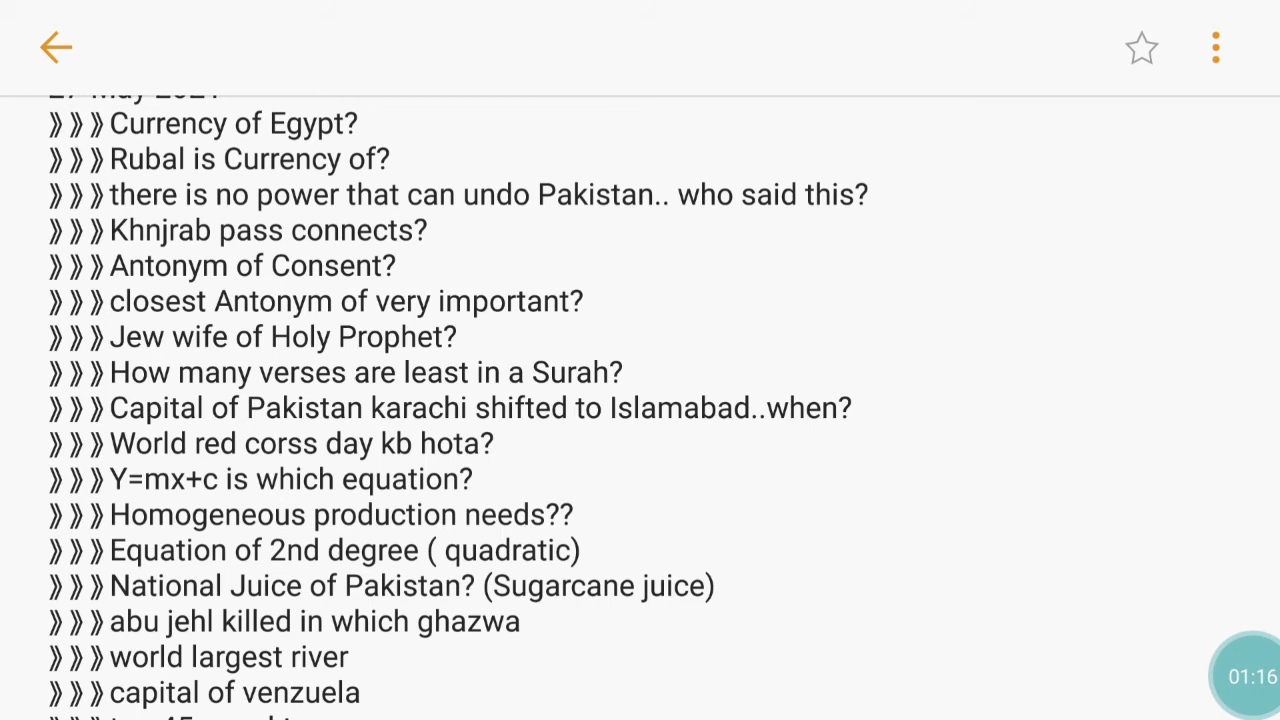 》》》Currency of Egypt?
》》》Rubal is Currency of?
》》》there is no power that can undo Pakistan.. who said this?
》》》Khnjrab pass connects?
》》》Antonym of Consent?
》》》closest Antonym of very important?
》》》Jew wife of Holy Prophet?
》》》How many verses are least in a Surah?
》》》Capital of Pakistan karachi shifted to Islamabad..when?
》》》World red corss day kb hota?
》》》Y=mx+c is which equation?
》》》Homogeneous production needs??
》》》Equation of 2nd degree ( quadratic)
》》》National Juice of Pakistan? (Sugarcane juice)
》》》abu jehl killed in which ghazwa
》》》world largest river
》》》capital of venzuela
01:16